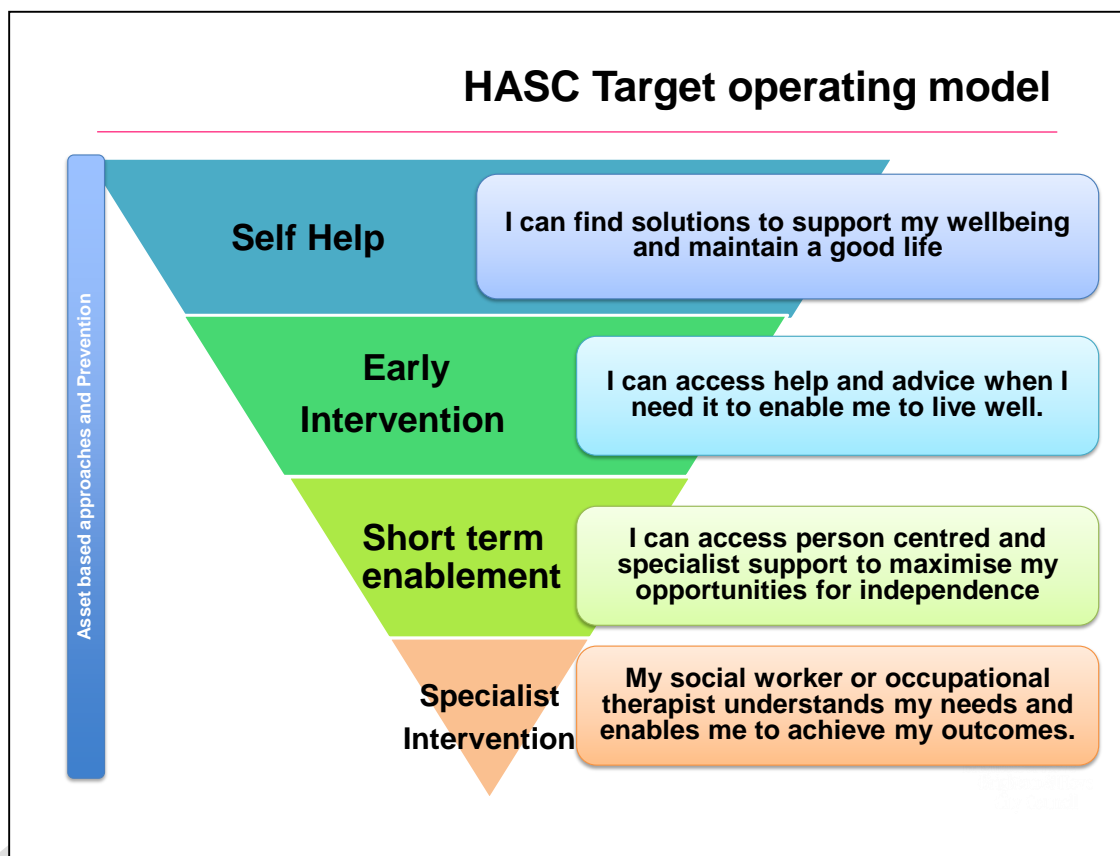 HASC Target operating model
Asset based approaches and Prevention
Self Help
I can find solutions to support my wellbeing
and maintain a good life
Early
Intervention
I can access help and advice when I
need it to enable me to live well.
Short term
enablement
I can access person centred and
specialist support to maximise my
opportunities for independence
Specialist
Intervention
My social worker or occupational
therapist understands my needs and
enables me to achieve my outcomes.